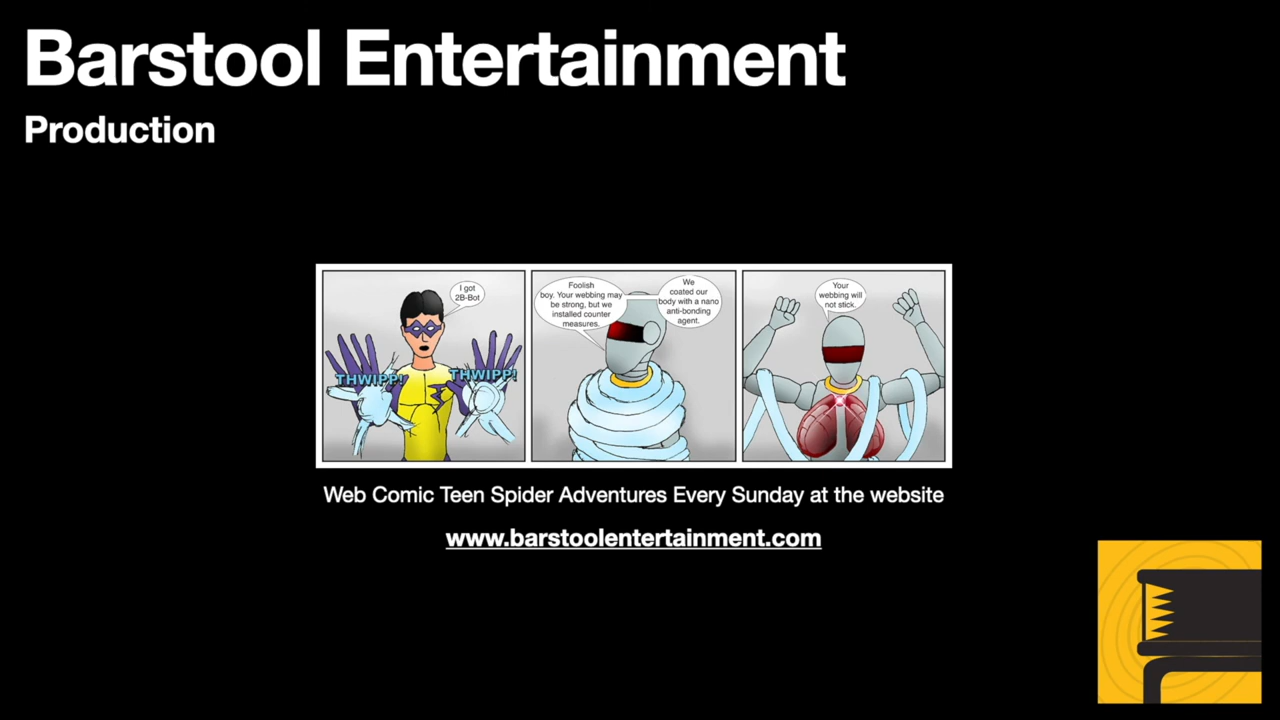 Barstool Entertainment
Production
I got
2B-Bot
THWIPP!
THWIPP!
Foolish
boy. Your webbing may
be strong, but we
installed counter
measures.
We
coated our
body with a nano
anti-bonding
agent.
Your
webbing will
not stick.
Web Comic Teen Spider Adventures Every Sunday at the website
www.barstoolentertainment.com